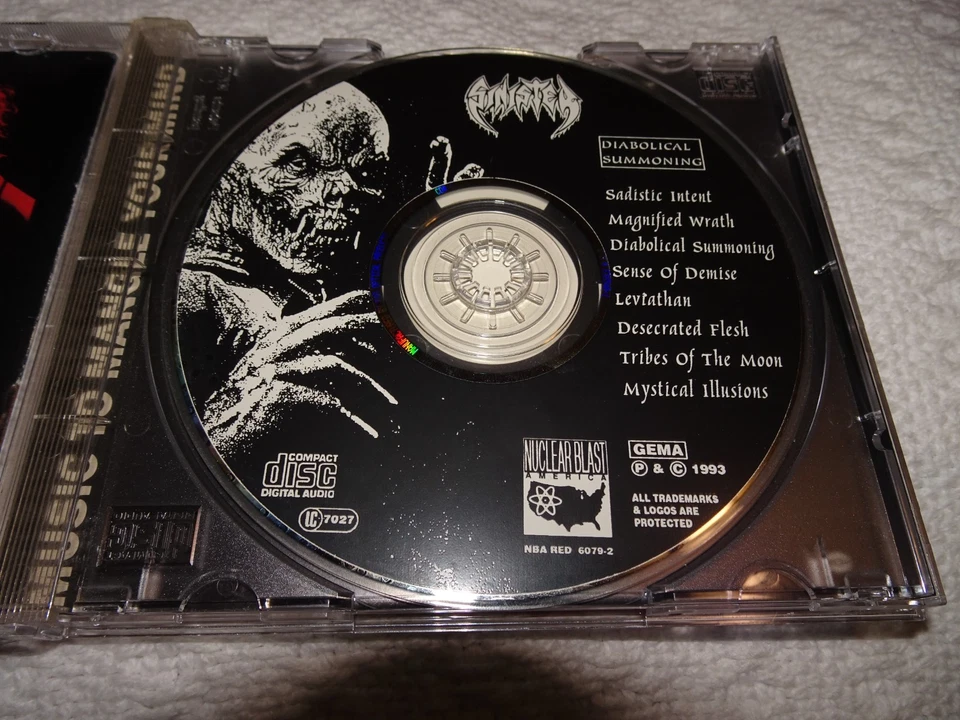 MUSIC TO MANGLE YOUR MIND
SINISTER
DIABOLICAL
SUMMONING
Sadistic Intent
Magnified Wrath
Diabolical Summoning
Sense Of Demise
Leviathan
Desecrated Flesh
Tribes Of The Moon
Mystical Illusions
COMPACT
disc
DIGITAL AUDIO
LC 7027
NUCLEAR BLAST
AMERICA
NBA RED 6079-2
GEMA
Ⓟ & © 1993
ALL TRADEMARKS
& LOGOS ARE
PROTECTED
disc